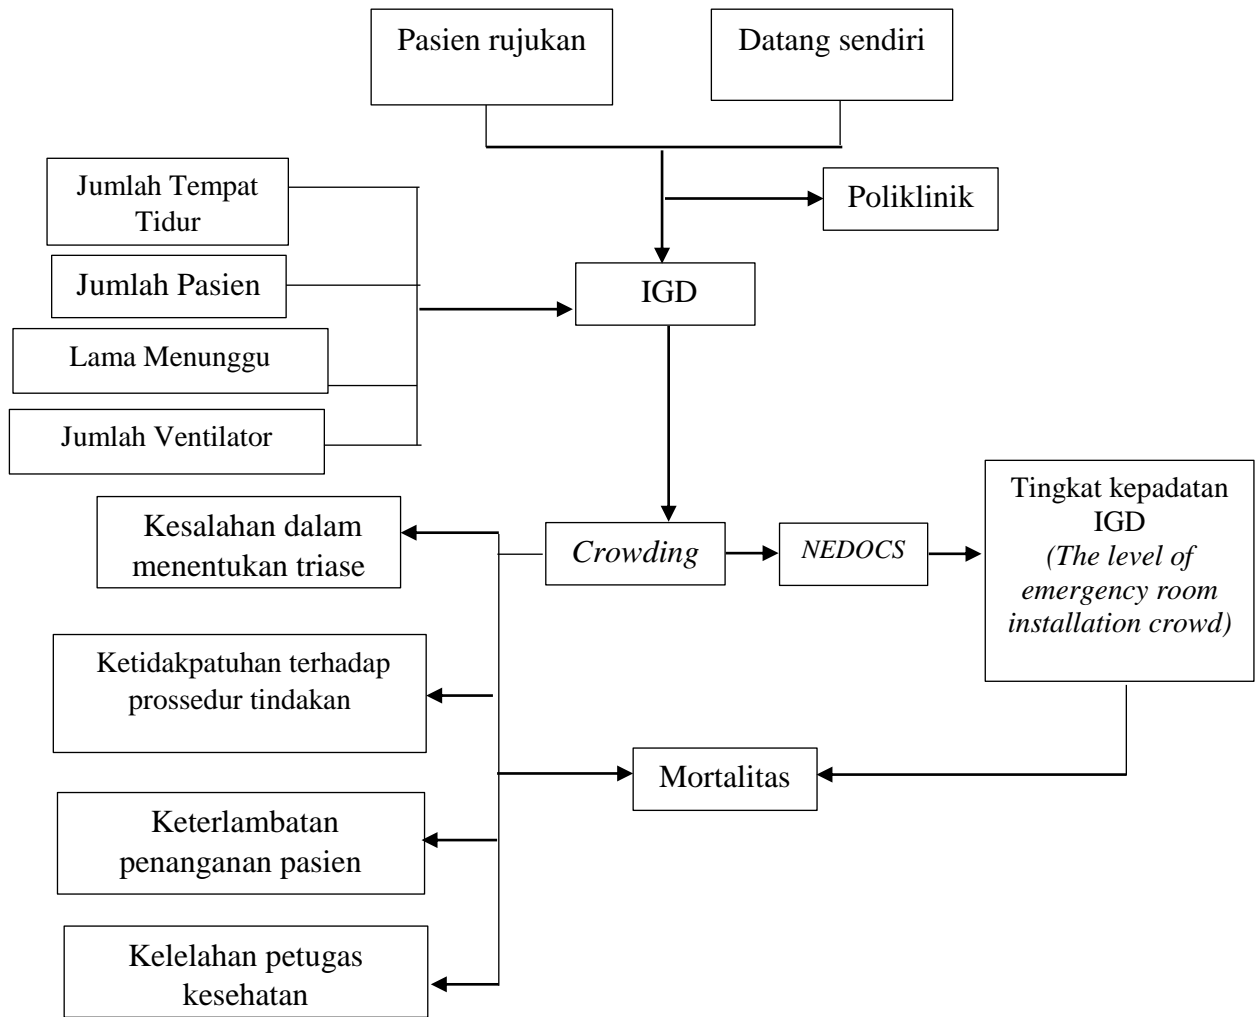 Pasien rujukan
Datang sendiri
Jumlah Tempat
Tidur
Poliklinik
Jumlah Pasien
IGD
Lama Menunggu
Jumlah Ventilator
Kesalahan dalam
menentukan triase
Crowding
NEDOCS
Tingkat kepadatan
IGD
(The level of
emergency room
installation crowd)
Ketidakpatuhan terhadap
prossedur tindakan
Mortalitas
Keterlambatan
penanganan pasien
Kelelahan petugas
kesehatan